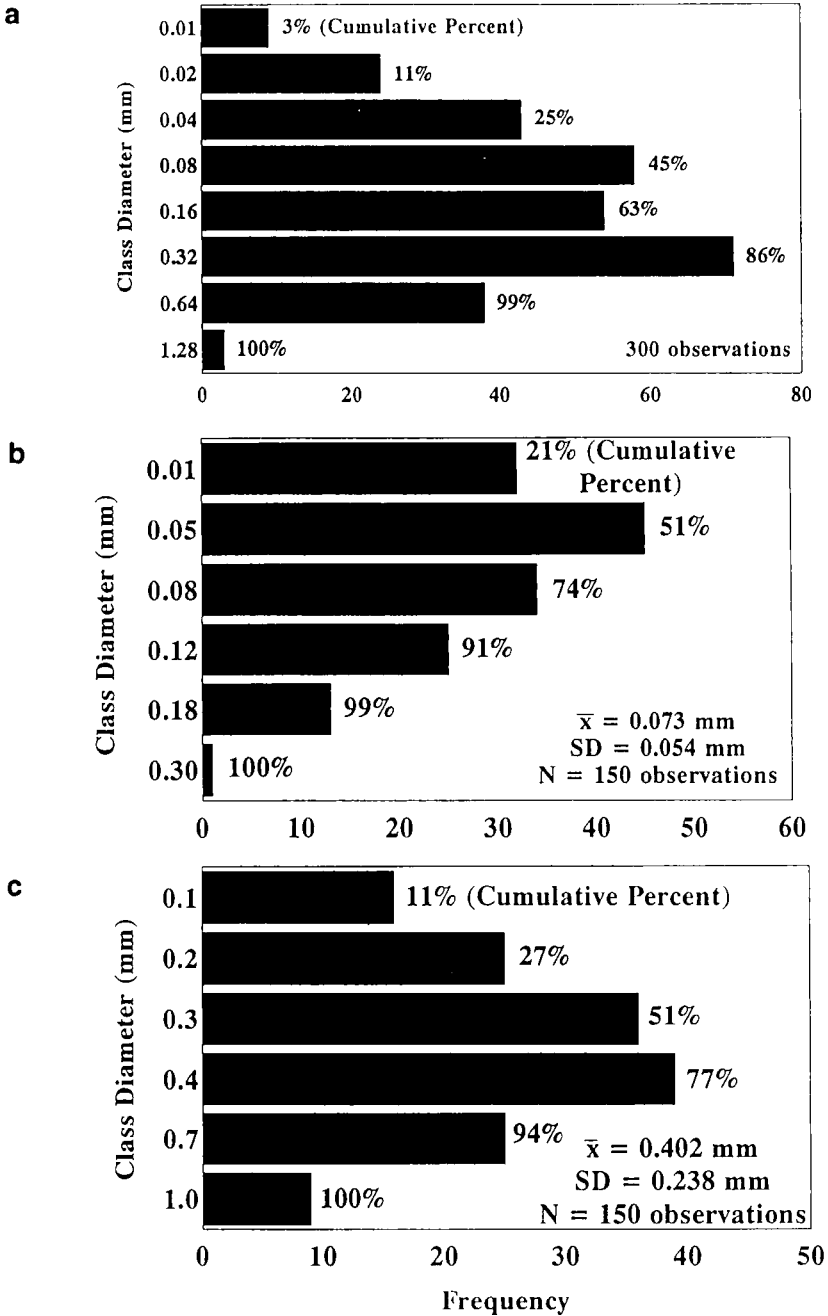 a
Class Diameter (mm)
0.01
3% (Cumulative Percent)
0.02
11%
0.04
25%
0.08
45%
0.16
63%
0.32
86%
0.64
99%
1.28
100%
300 observations
0 20 40 60 80
b
Class Diameter (mm)
0.01
21% (Cumulative
Percent)
0.05
51%
0.08
74%
0.12
91%
0.18
99%
0.30
100%
x̅ = 0.073 mm
SD = 0.054 mm
N = 150 observations
0 10 20 30 40 50 60
c
Class Diameter (mm)
0.1
11% (Cumulative Percent)
0.2
27%
0.3
51%
0.4
77%
0.7
94%
1.0
100%
x̅ = 0.402 mm
SD = 0.238 mm
N = 150 observations
0 10 20 30 40 50
Frequency